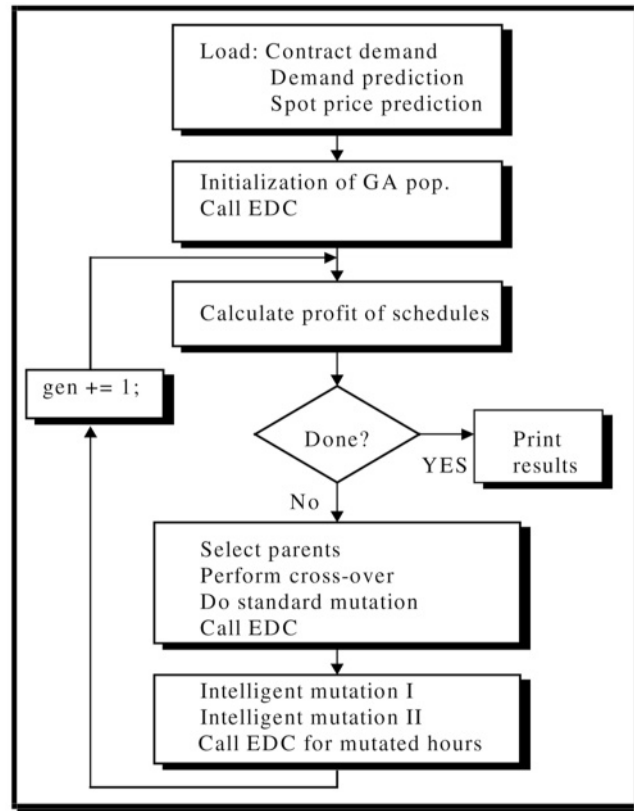 Load: Contract demand
Demand prediction
Spot price prediction
Initialization of GA pop.
Call EDC
Calculate profit of schedules
gen += 1;
Done?
YES
Print
results
No
Select parents
Perform cross-over
Do standard mutation
Call EDC
Intelligent mutation I
Intelligent mutation II
Call EDC for mutated hours